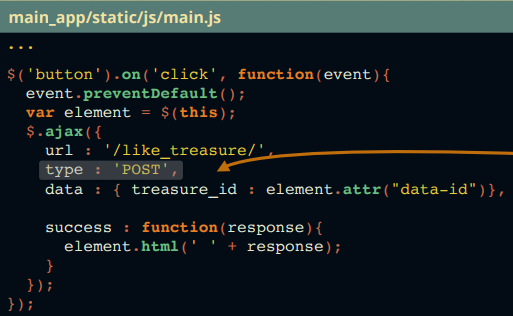 main_app/static/js/main.js
...
$('button').on('click', function(event){
event.preventDefault();
var element = $(this);
$.ajax({
url : '/like_treasure/',
type : 'POST',
data : { treasure_id : element.attr("data-id")},
success : function(response){
element.html(' ' + response);
}
});
});